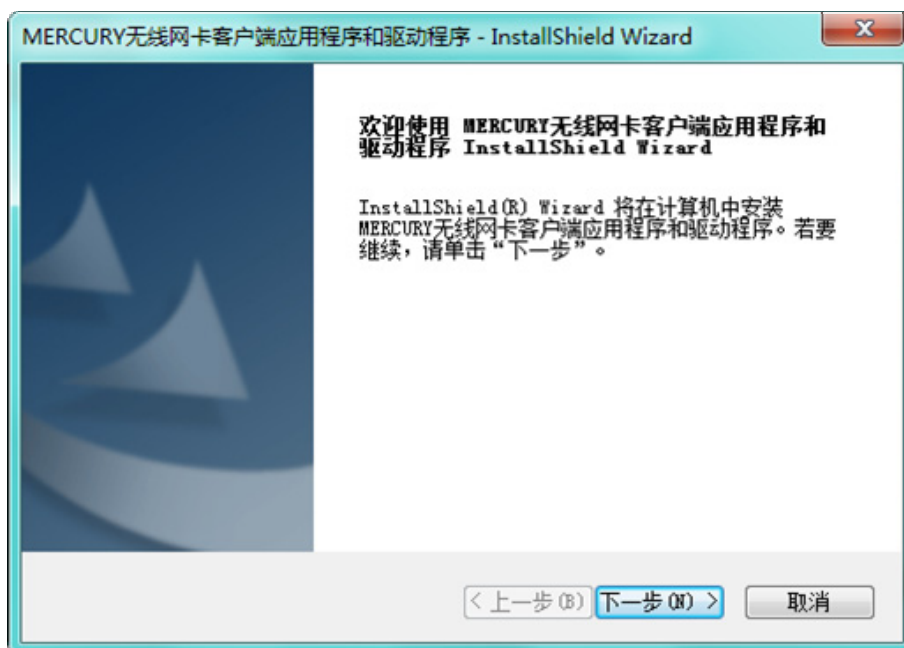 MERCURY无线网卡客户端应用程序和驱动程序 - InstallShield Wizard
欢迎使用 MERCURY无线网卡客户端应用程序和
驱动程序 InstallShield Wizard
InstallShield(R) Wizard 将在计算机中安装
MERCURY无线网卡客户端应用程序和驱动程序。若要
继续，请单击“下一步”。
< 上一步(B)
下一步(N) >
取消